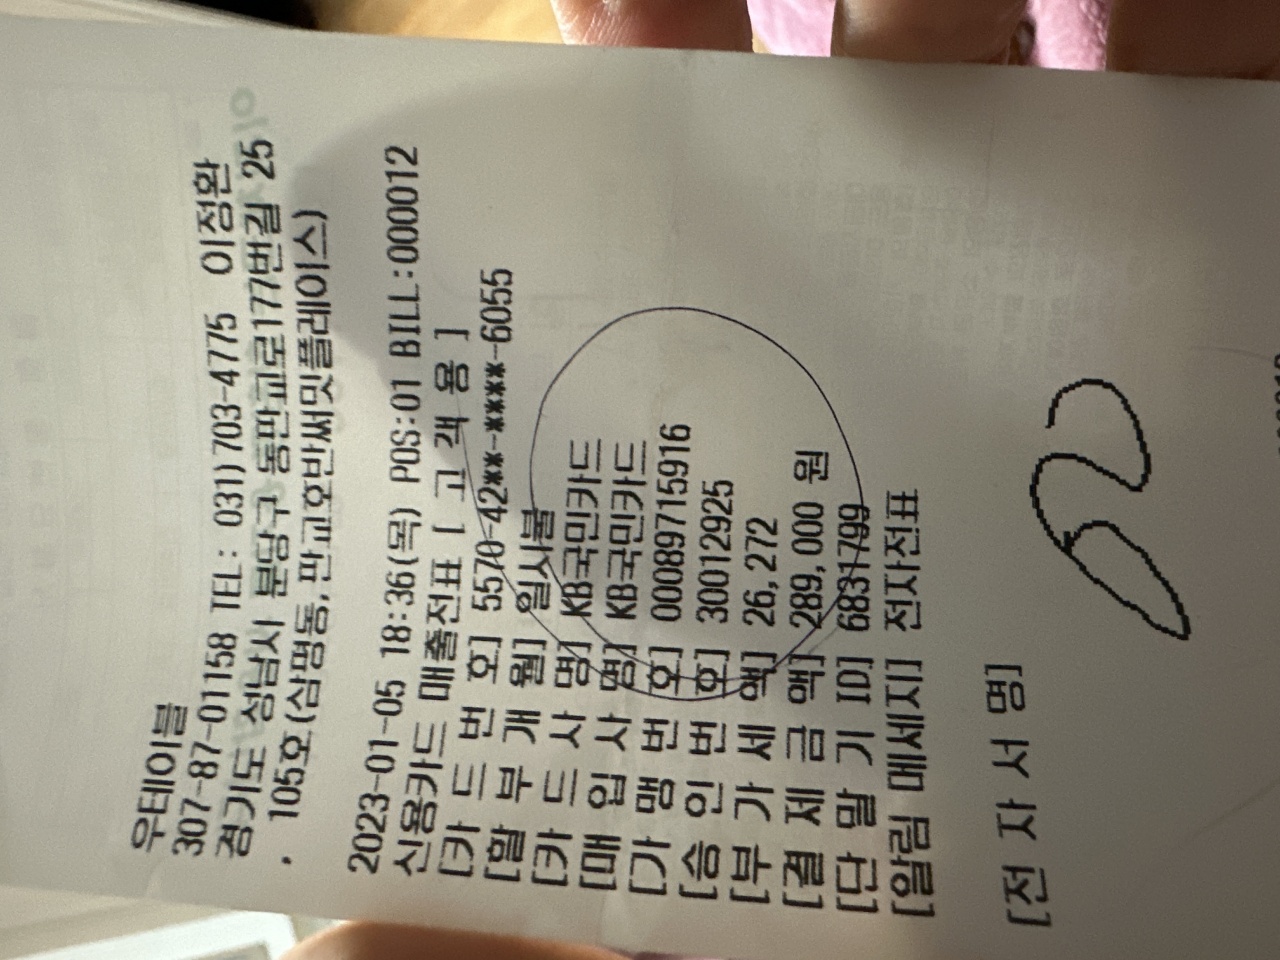 우테이블
307-87-01158 TEL: 031)703-4775 이정환
경기도 성남시 분당구 동판교로177번길 25
, 105호(삼평동,판교호반써밋플레이스)
2023-01-05 18:36(목) POS:01 BILL:000012
신용카드 매출전표 [ 고 객 용 ]
[카 드 번 호] 5570-42**-****-6055
[할 부 개 월] 일시불
[카 드 사 명] KB국민카드
[매 입 사 명] KB국민카드
[가 맹 번 호] 00089715916
[승 인 번 호] 30012925
[부 가 세 액] 26,272
[결 제 금 액] 289,000 원
[단 말 기 ID] 6831799
[알림 메세지] 전자전표
[전 자 서 명]